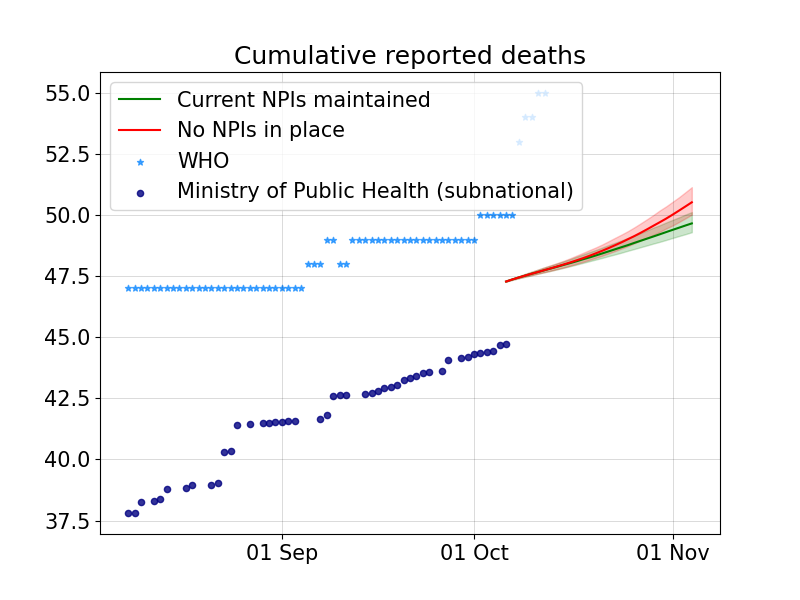 Cumulative reported deaths
55.0
52.5
50.0
47.5
45.0
42.5
40.0
37.5
Current NPIs maintained
No NPIs in place
WHO
Ministry of Public Health (subnational)
01 Sep
01 Oct
01 Nov